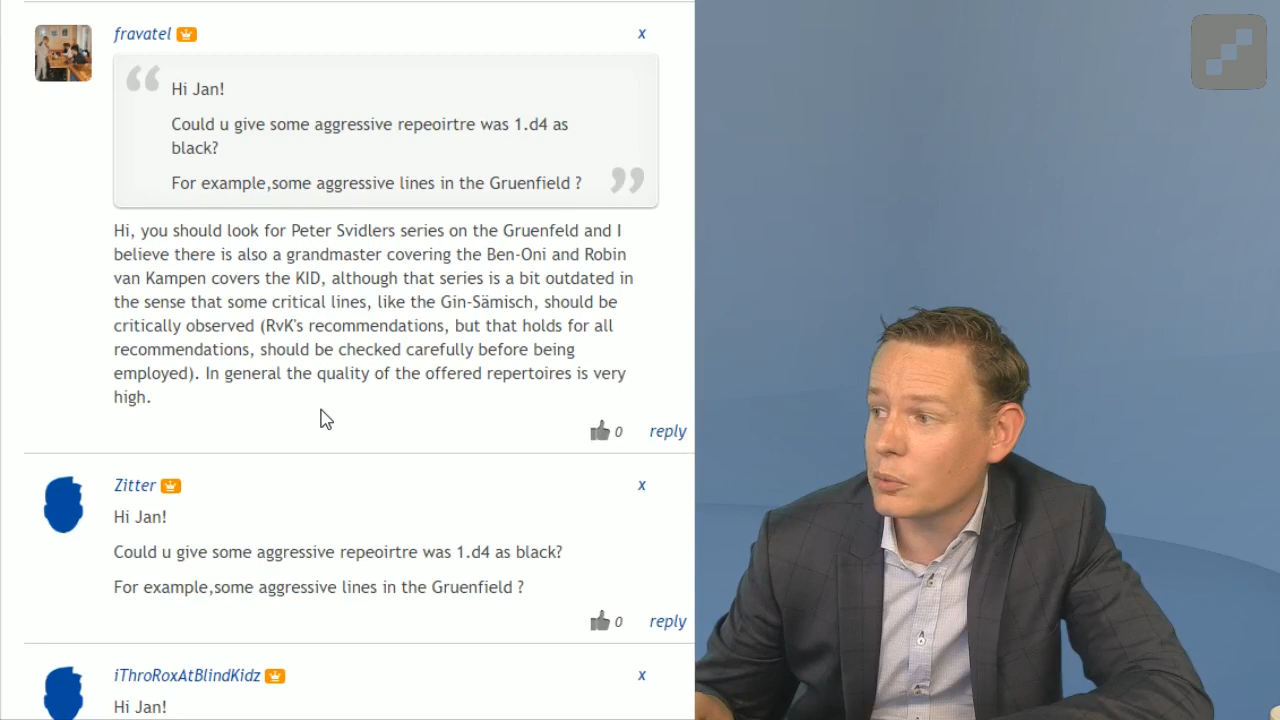 fravatel
x
Hi Jan!
Could u give some aggressive repeoirtre was 1.d4 as
black?
For example,some aggressive lines in the Gruenfield ?
Hi, you should look for Peter Svidlers series on the Gruenfeld and I
believe there is also a grandmaster covering the Ben-Oni and Robin
van Kampen covers the KID, although that series is a bit outdated in
the sense that some critical lines, like the Gin-Sämisch, should be
critically observed (RvK's recommendations, but that holds for all
recommendations, should be checked carefully before being
employed). In general the quality of the offered repertoires is very
high.
0 reply
Zitter
x
Hi Jan!
Could u give some aggressive repeoirtre was 1.d4 as black?
For example,some aggressive lines in the Gruenfield ?
0 reply
iThroRoxAtBlindKidz
x
Hi Jan!